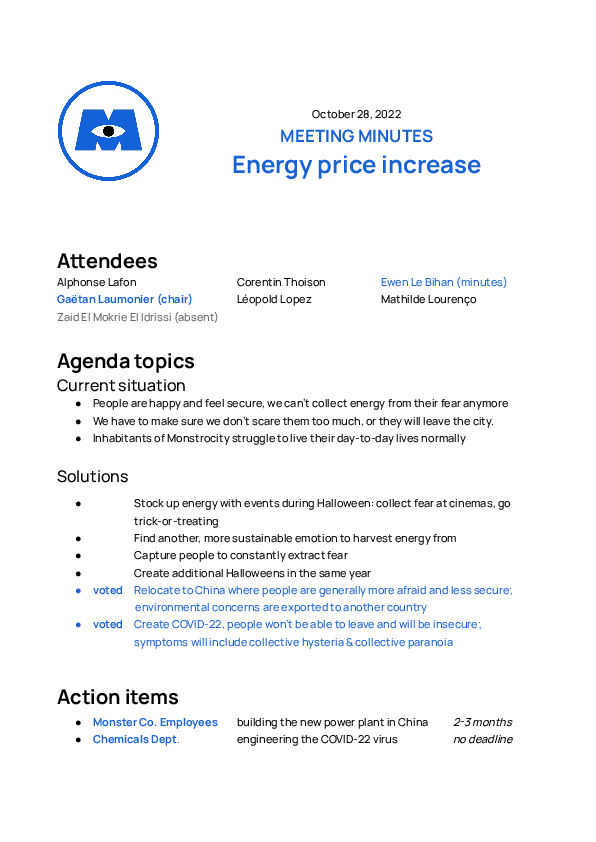 October 28, 2022
MEETING MINUTES
Energy price increase
Attendees
Alphonse Lafon Corentin Thoison Ewen Le Bihan (minutes)
Gaëtan Laumonier (chair) Léopold Lopez Mathilde Lourenço
Zaid El Mokrie El Idrissi (absent)
Agenda topics
Current situation
● People are happy and feel secure, we can't collect energy from their fear anymore
● We have to make sure we don't scare them too much, or they will leave the city.
● Inhabitants of Monstrocity struggle to live their day-to-day lives normally
Solutions
● Stock up energy with events during Halloween: collect fear at cinemas, go
trick-or-treating
● Find another, more sustainable emotion to harvest energy from
● Capture people to constantly extract fear
● Create additional Halloweens in the same year
● voted Relocate to China where people are generally more afraid and less secure;
environmental concerns are exported to another country
● voted Create COVID-22, people won't be able to leave and will be insecure;
symptoms will include collective hysteria & collective paranoia
Action items
● Monster Co. Employees building the new power plant in China 2-3 months
● Chemicals Dept. engineering the COVID-22 virus no deadline